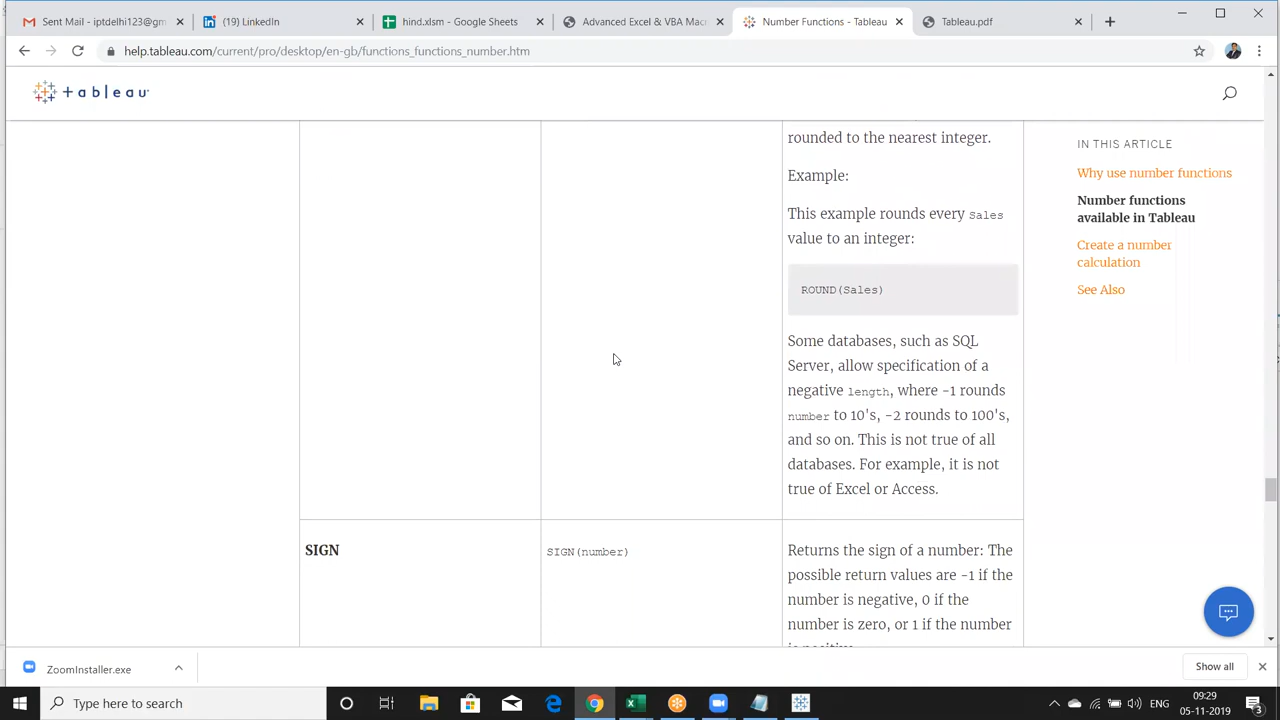 Sent Mail - iptdelhi123@gm
(19) LinkedIn
hind.xlsm - Google Sheets
Advanced Excel & VBA Mac
Number Functions - Tableau
Tableau.pdf
help.tableau.com/current/pro/desktop/en-gb/functions_functions_number.htm
+ableau
rounded to the nearest integer.
Example:
This example rounds every Sales
value to an integer:
ROUND(Sales)
Some databases, such as SQL
Server, allow specification of a
negative length, where -1 rounds
number to 10's, -2 rounds to 100's,
and so on. This is not true of all
databases. For example, it is not
true of Excel or Access.
SIGN
SIGN(number)
Returns the sign of a number: The
possible return values are -1 if the
number is negative, 0 if the
number is zero, or 1 if the number
IN THIS ARTICLE
Why use number functions
Number functions
available in Tableau
Create a number
calculation
See Also
ZoomInstaller.exe
Show all
Type here to search
ENG
09:29
05-11-2019
3